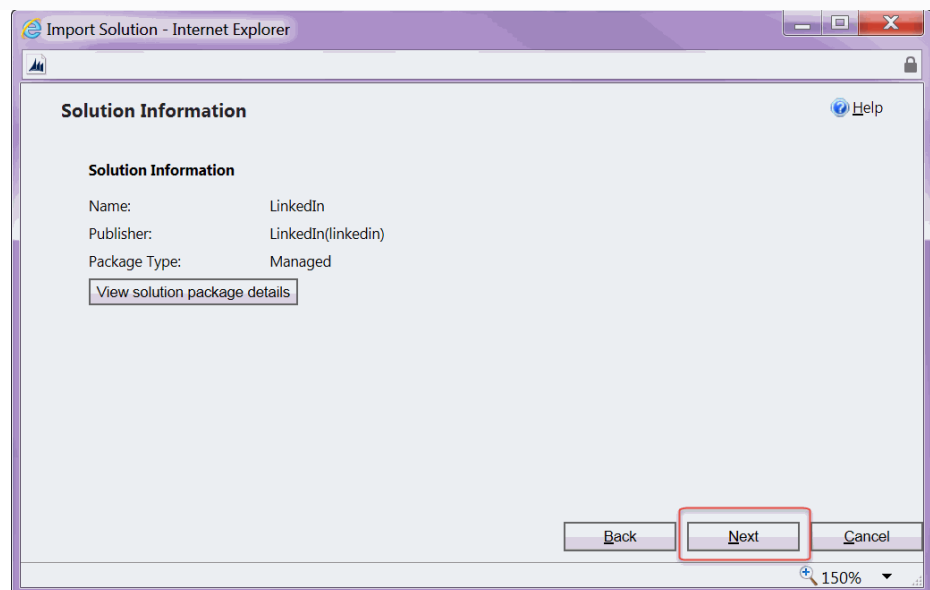 Import Solution - Internet Explorer
Solution Information
Help
Solution Information
Name: LinkedIn
Publisher: LinkedIn(linkedin)
Package Type: Managed
View solution package details
Back Next Cancel
150%